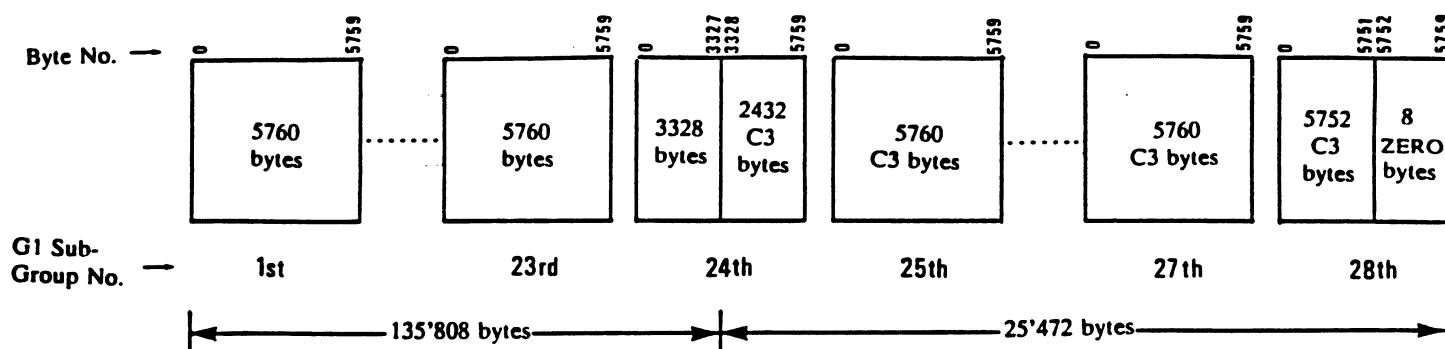 Byte No. → 0 5759 0 5759 0 3327 3328 5759 0 5759 0 5759 0 5751 5752 5759
5760 bytes
5760 bytes
3328 bytes
2432 C3 bytes
5760 C3 bytes
5760 C3 bytes
5752 C3 bytes
8 ZERO bytes
G1 Sub-
Group No. → 1st 23rd 24th 25th 27th 28th
135'808 bytes 25'472 bytes